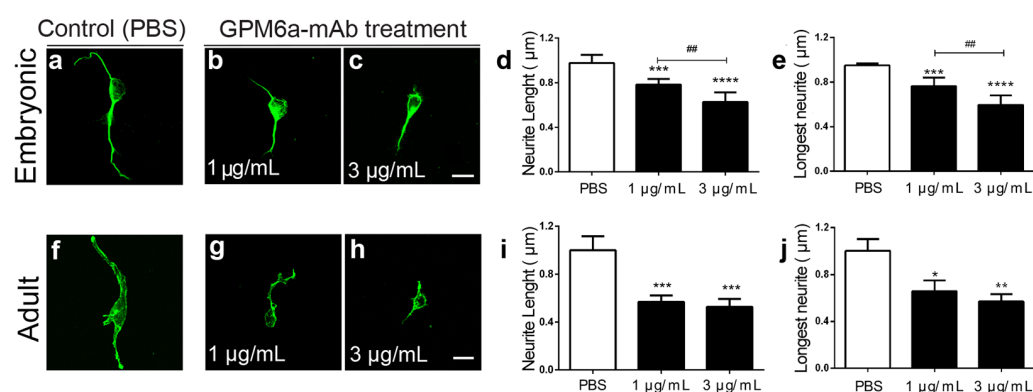 Control (PBS)
GPM6a-mAb treatment
Embryonic
a
b
1 µg/mL
c
3 µg/mL
d
Neurite Lenght (µm)
1.2
0.8
0.4
0.0
##
***
****
PBS
1 µg/mL
3 µg/mL
e
Longest neurite ( µm)
1.2
0.8
0.4
0.0
##
***
****
PBS
1 µg/mL
3 µg/mL
Adult
f
g
1 µg/mL
h
3 µg/mL
i
Neurite Lenght (µm)
1.2
0.8
0.4
0.0
***
***
PBS
1 µg/mL
3 µg/mL
j
Longest neurite ( µm)
1.2
0.8
0.4
0.0
*
**
PBS
1 µg/mL
3 µg/mL